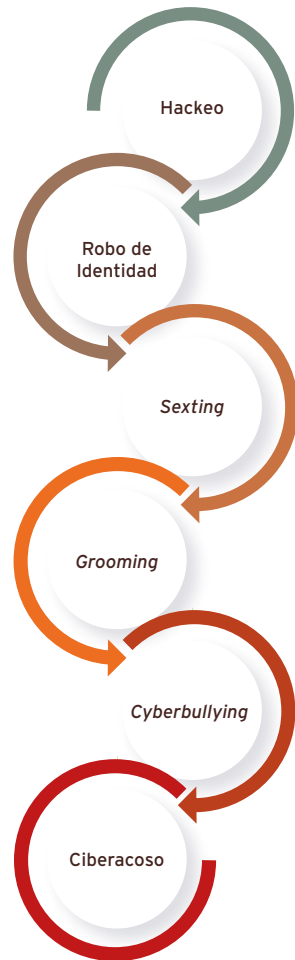 Hackeo
Robo de
Identidad
Sexting
Grooming
Cyberbullying
Ciberacoso